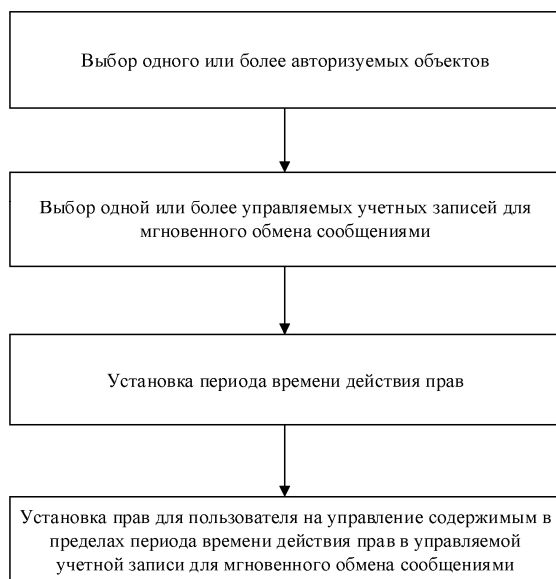 Выбор одного или более авторизуемых объектов
Выбор одной или более управляемых учетных записей для
мгновенного обмена сообщениями
Установка периода времени действия прав
Установка прав для пользователя на управление содержимым в
пределах периода времени действия прав в управляемой
учетной записи для мгновенного обмена сообщениями